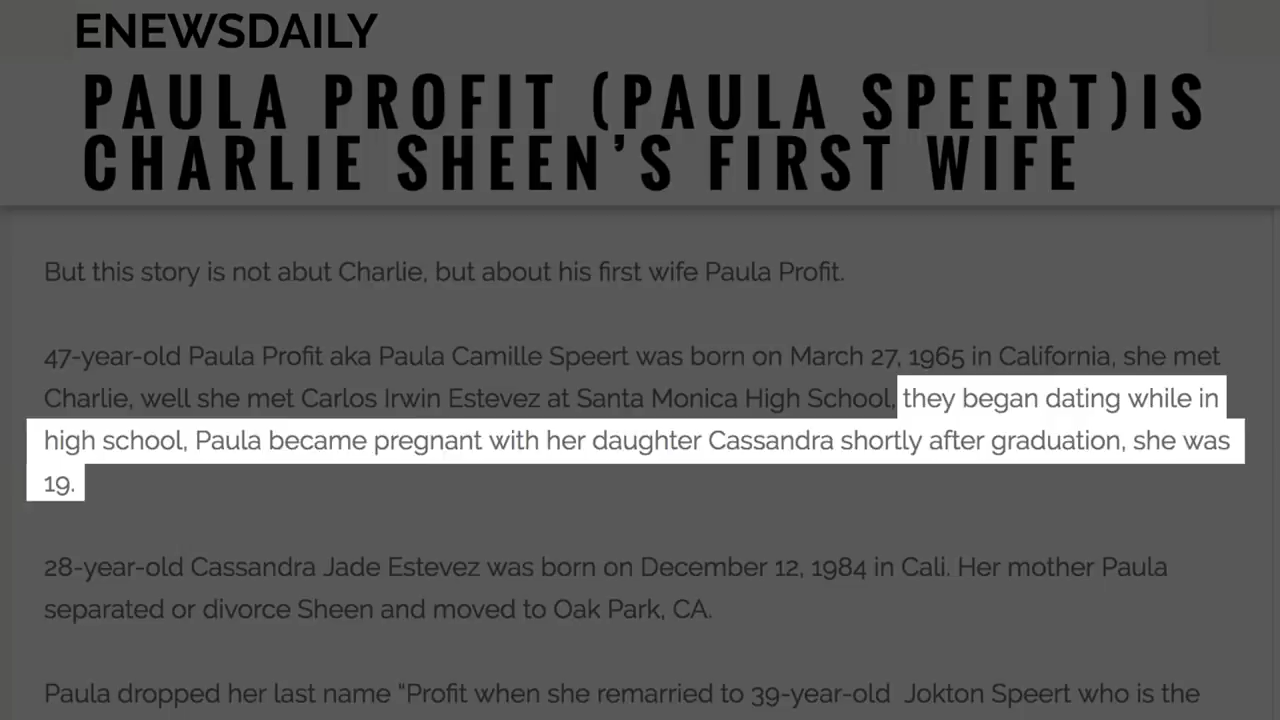 ENEWSDAILY
PAULA PROFIT (PAULA SPEERT)IS
CHARLIE SHEEN'S FIRST WIFE
But this story is not abut Charlie, but about his first wife Paula Profit.
47-year-old Paula Profit aka Paula Camille Speert was born on March 27, 1965 in California, she met
Charlie, well she met Carlos Irwin Estevez at Santa Monica High School, they began dating while in
high school, Paula became pregnant with her daughter Cassandra shortly after graduation, she was
19.
28-year-old Cassandra Jade Estevez was born on December 12, 1984 in Cali. Her mother Paula
separated or divorce Sheen and moved to Oak Park, CA.
Paula dropped her last name “Profit when she remarried to 39-year-old Jokton Speert who is the